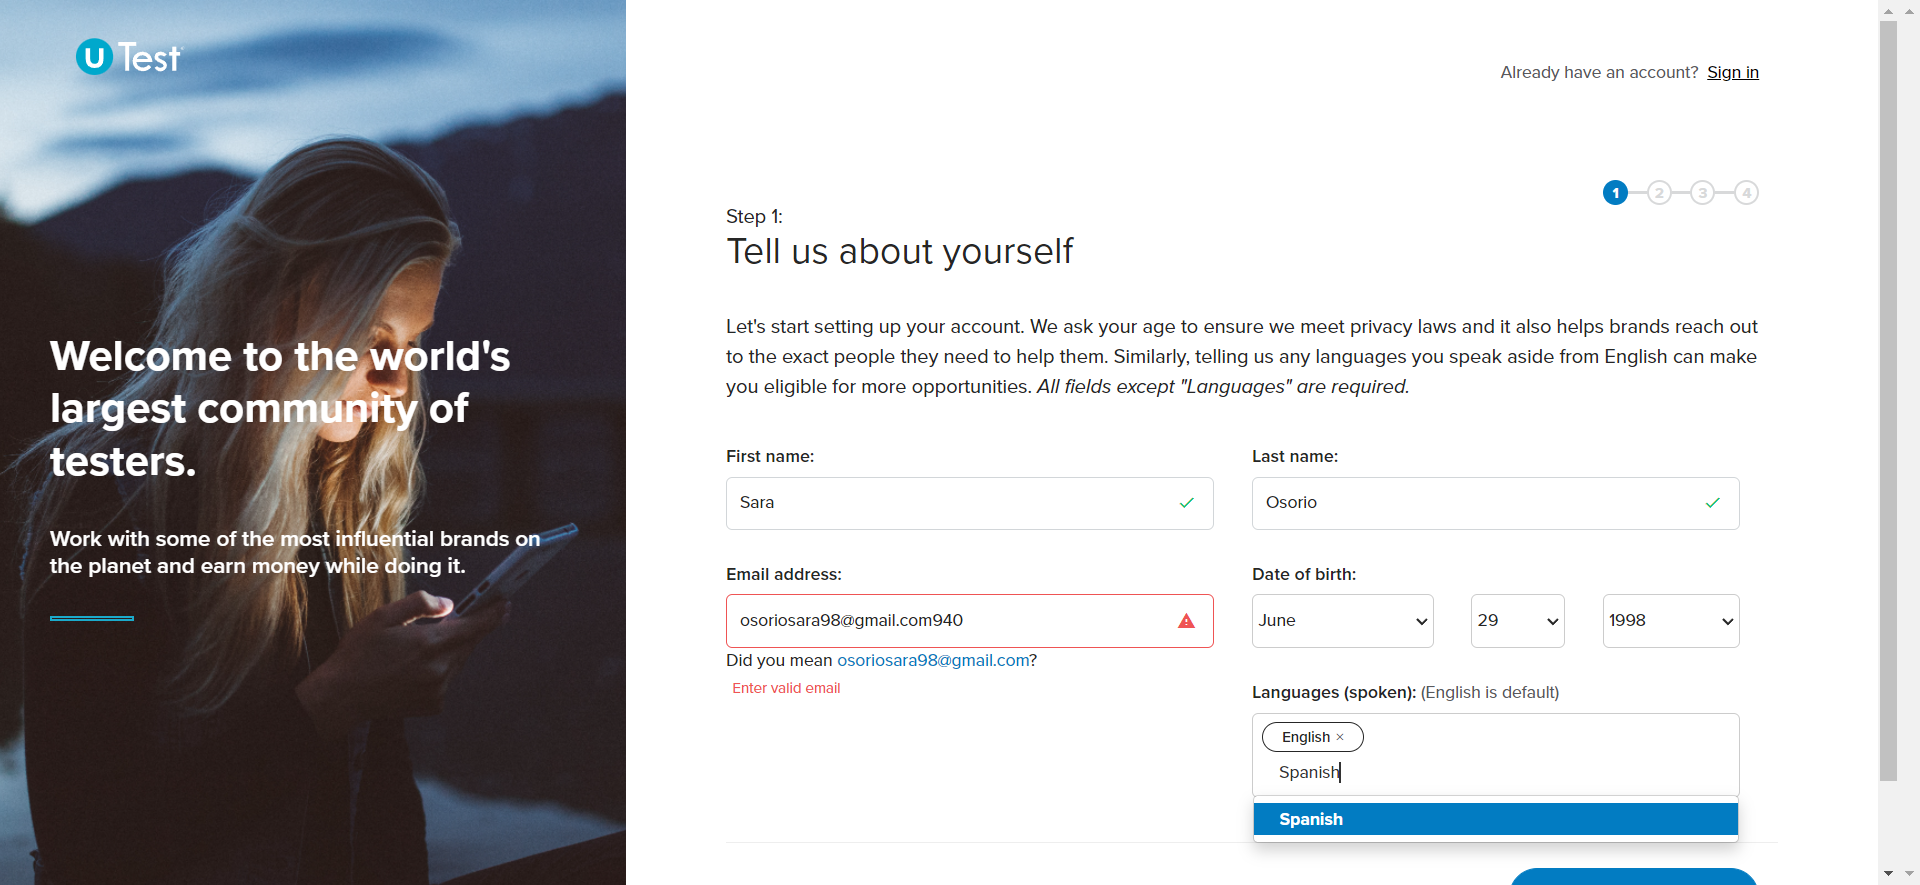 U Test
Welcome to the world's
largest community of
testers.
Work with some of the most influential brands on
the planet and earn money while doing it.
Already have an account? Sign in
1 2 3 4
Step 1:
Tell us about yourself
Let's start setting up your account. We ask your age to ensure we meet privacy laws and it also helps brands reach out
to the exact people they need to help them. Similarly, telling us any languages you speak aside from English can make
you eligible for more opportunities. All fields except "Languages" are required.
First name:
Last name:
Sara
Osorio
Email address:
Date of birth:
osoriosara98@gmail.com940
June 29 1998
Did you mean osoriosara98@gmail.com?
Enter valid email
Languages (spoken): (English is default)
English ×
Spanish
Spanish